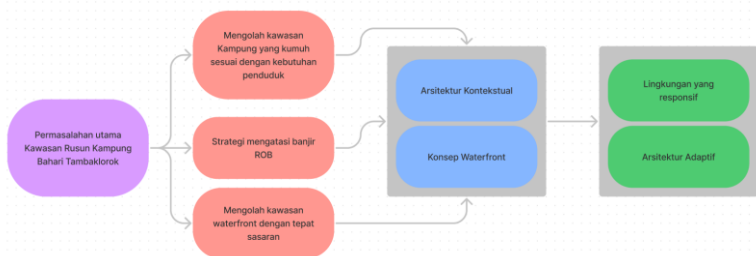 Mengolah kawasan
Kampung yang kumuh
sesuai dengan kebutuhan
penduduk
Permasalahan utama
Kawasan Rusun Kampung
Bahari Tambaklorok
Strategi mengatasi banjir
ROB
Mengolah kawasan
waterfront dengan tepat
sasaran
Arsitektur Kontekstual
Konsep Waterfront
Lingkungan yang
responsif
Arsitektur Adaptif